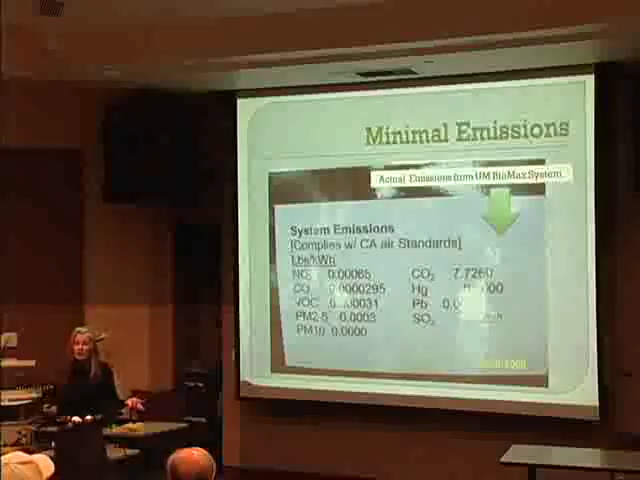 Minimal Emissions
Actual Emissions from UM BioMax System
System Emissions
[Complies w/ CA air Standards]
Lbs/kWh
0.00065 CO₂ 7.7260
CO 0.0000295 Hg
VOC Pb
PM2.5 0.0003 SO₂
PM10 0.0000